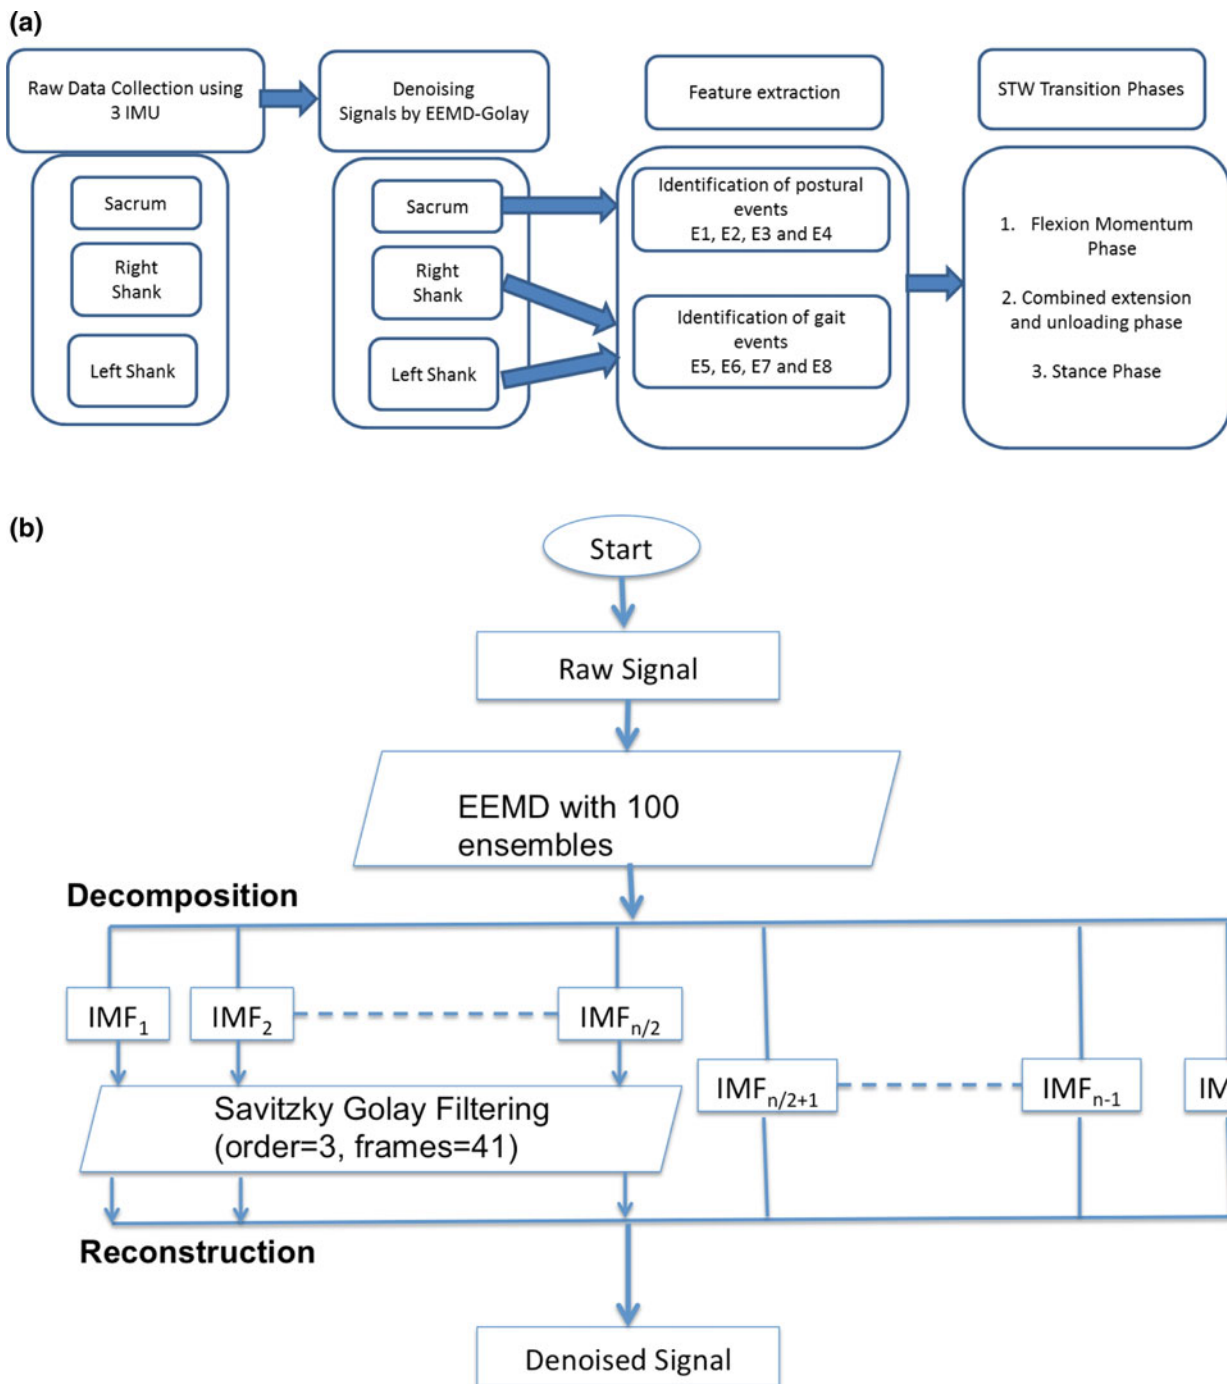 (a)
Raw Data Collection using
3 IMU
Denoising
Signals by EEMD-Golay
Feature extraction
STW Transition Phases
Sacrum
Right
Shank
Left Shank
Sacrum
Right
Shank
Left Shank
Identification of postural
events
E1, E2, E3 and E4
Identification of gait
events
E5, E6, E7 and E8
1. Flexion Momentum
Phase
2. Combined extension
and unloading phase
3. Stance Phase
(b)
Start
Raw Signal
EEMD with 100
ensembles
Decomposition
IMF1
IMF2
IMFn/2
IMFn/2+1
IMFn-1
Savitzky Golay Filtering
(order=3, frames=41)
Reconstruction
Denoised Signal